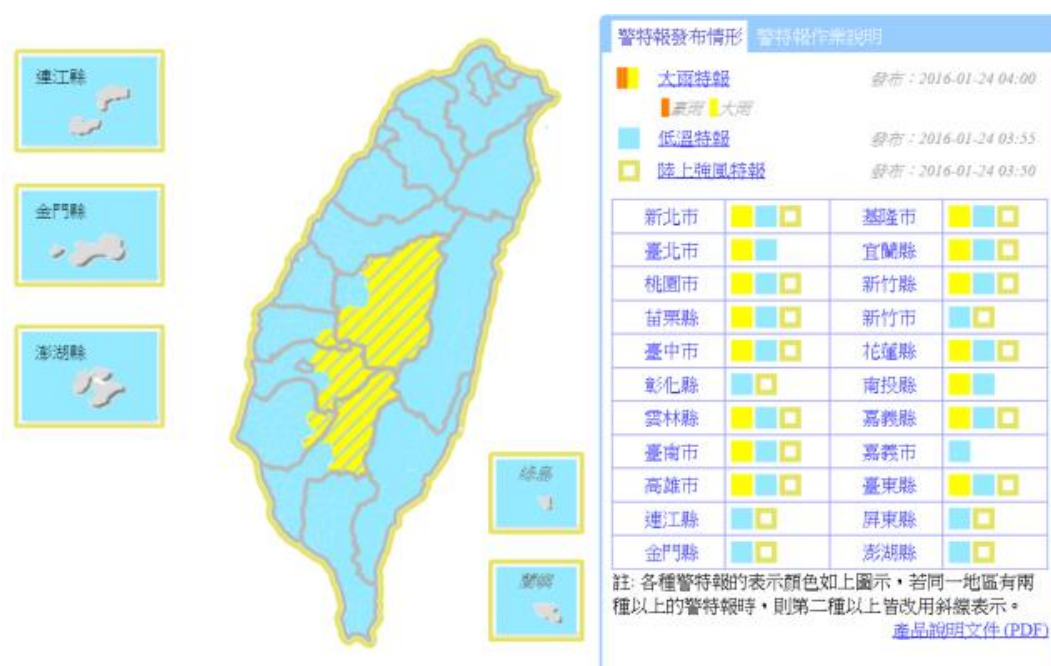 連江縣
金門縣
澎湖縣
綠島
蘭嶼
警特報發布情形 警特報作業說明
大雨特報 發布：2016-01-24 04:00
豪雨 大雨
低溫特報 發布：2016-01-24 03:55
陸上強風特報 發布：2016-01-24 03:50
新北市 基隆市
臺北市 宜蘭縣
桃園市 新竹縣
苗栗縣 新竹市
臺中市 花蓮縣
彰化縣 南投縣
雲林縣 嘉義縣
臺南市 嘉義市
高雄市 臺東縣
連江縣 屏東縣
金門縣 澎湖縣
註: 各種警特報的表示顏色如上圖示，若同一地區有兩
種以上的警特報時，則第二種以上皆改用斜線表示。
產品說明文件 (PDF)